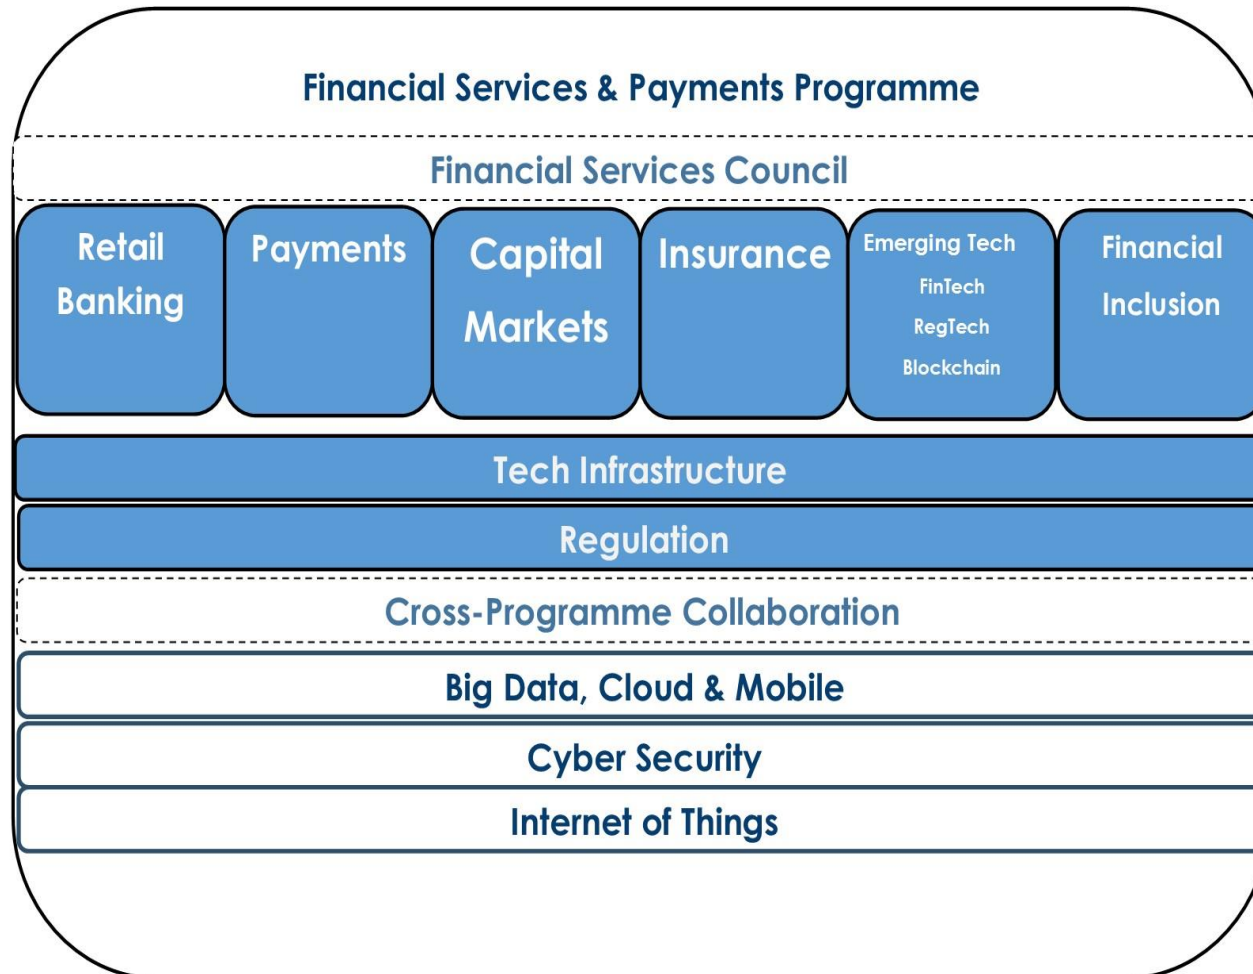 Financial Services & Payments Programme
Financial Services Council
Retail
Banking
Payments
Capital
Markets
Insurance
Emerging Tech
FinTech
RegTech
Blockchain
Financial
Inclusion
Tech Infrastructure
Regulation
Cross-Programme Collaboration
Big Data, Cloud & Mobile
Cyber Security
Internet of Things